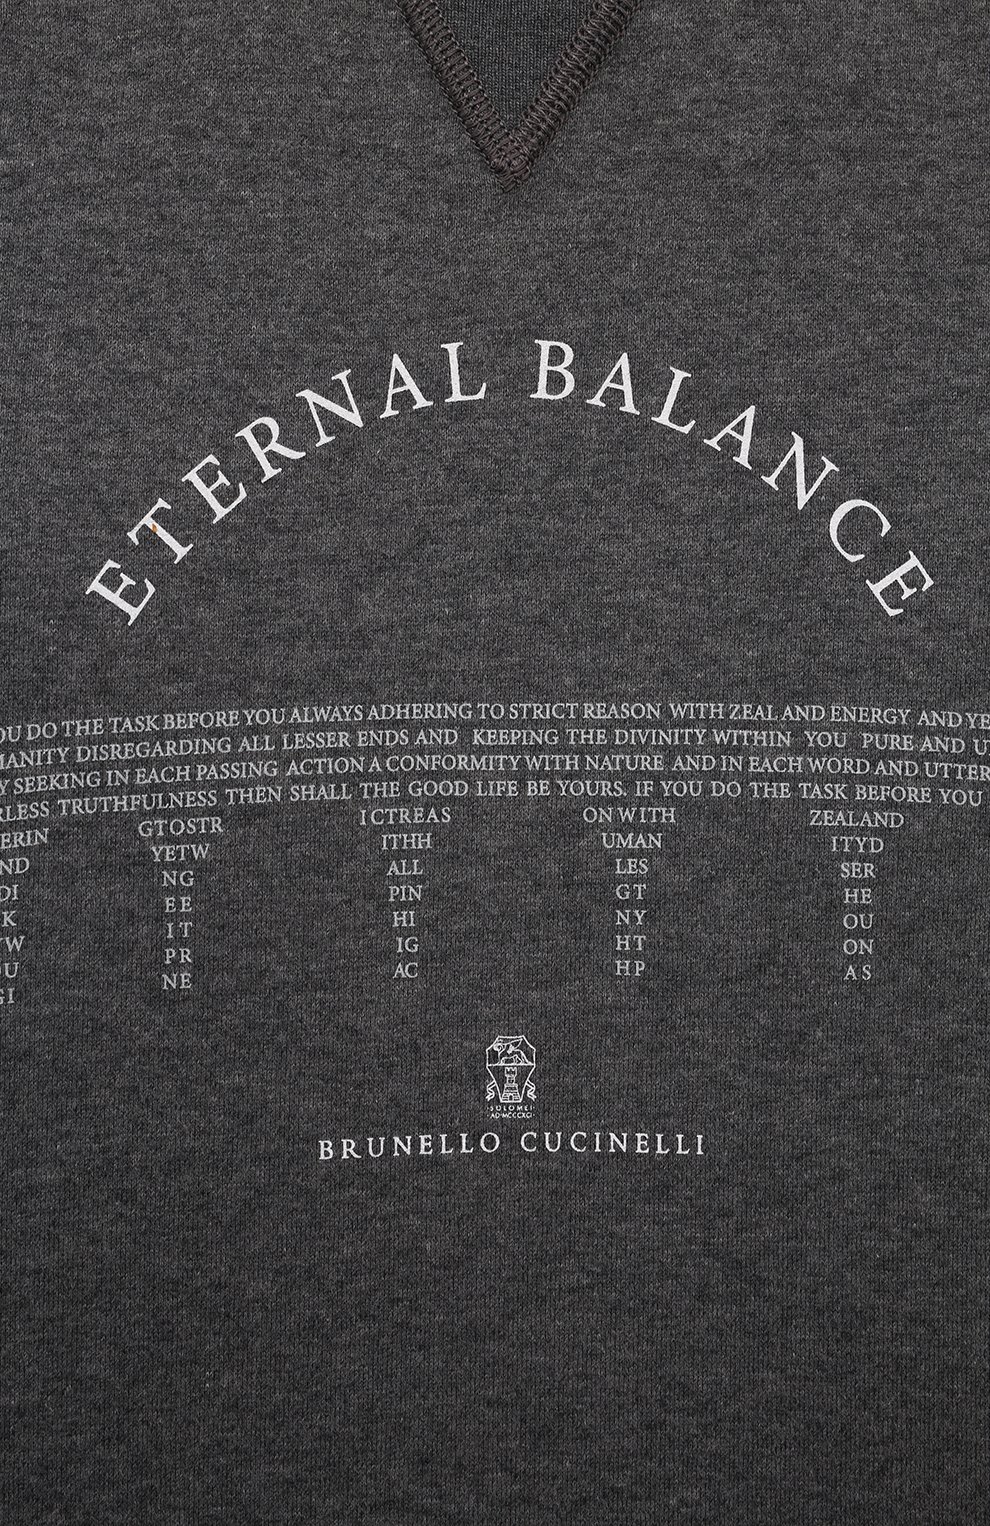 ETERNAL BALANCE
OU DO THE TASK BEFORE YOU ALWAYS ADHERING TO STRICT REASON WITH ZEAL AND ENERGY AND YE
MANITY DISREGARDING ALL LESSER ENDS AND KEEPING THE DIVINITY WITHIN YOU PURE AND U
Y SEEKING IN EACH PASSING ACTION A CONFORMITY WITH NATURE AND IN EACH WORD AND UTTER
RLESS TRUTHFULNESS THEN SHALL THE GOOD LIFE BE YOURS. IF YOU DO THE TASK BEFORE YOU
ERIN GTOSTR ICTREAS ONWITH ZEALAND
ND YETW ITHH UMAN ITYD
DI NG ALL LES SER
K EE PIN GT HE
W IT HI NY OU
U PR IG HT ON
GI NE AC HP AS
SOLOMEI
AD·MCCCXCI
BRUNELLO CUCINELLI